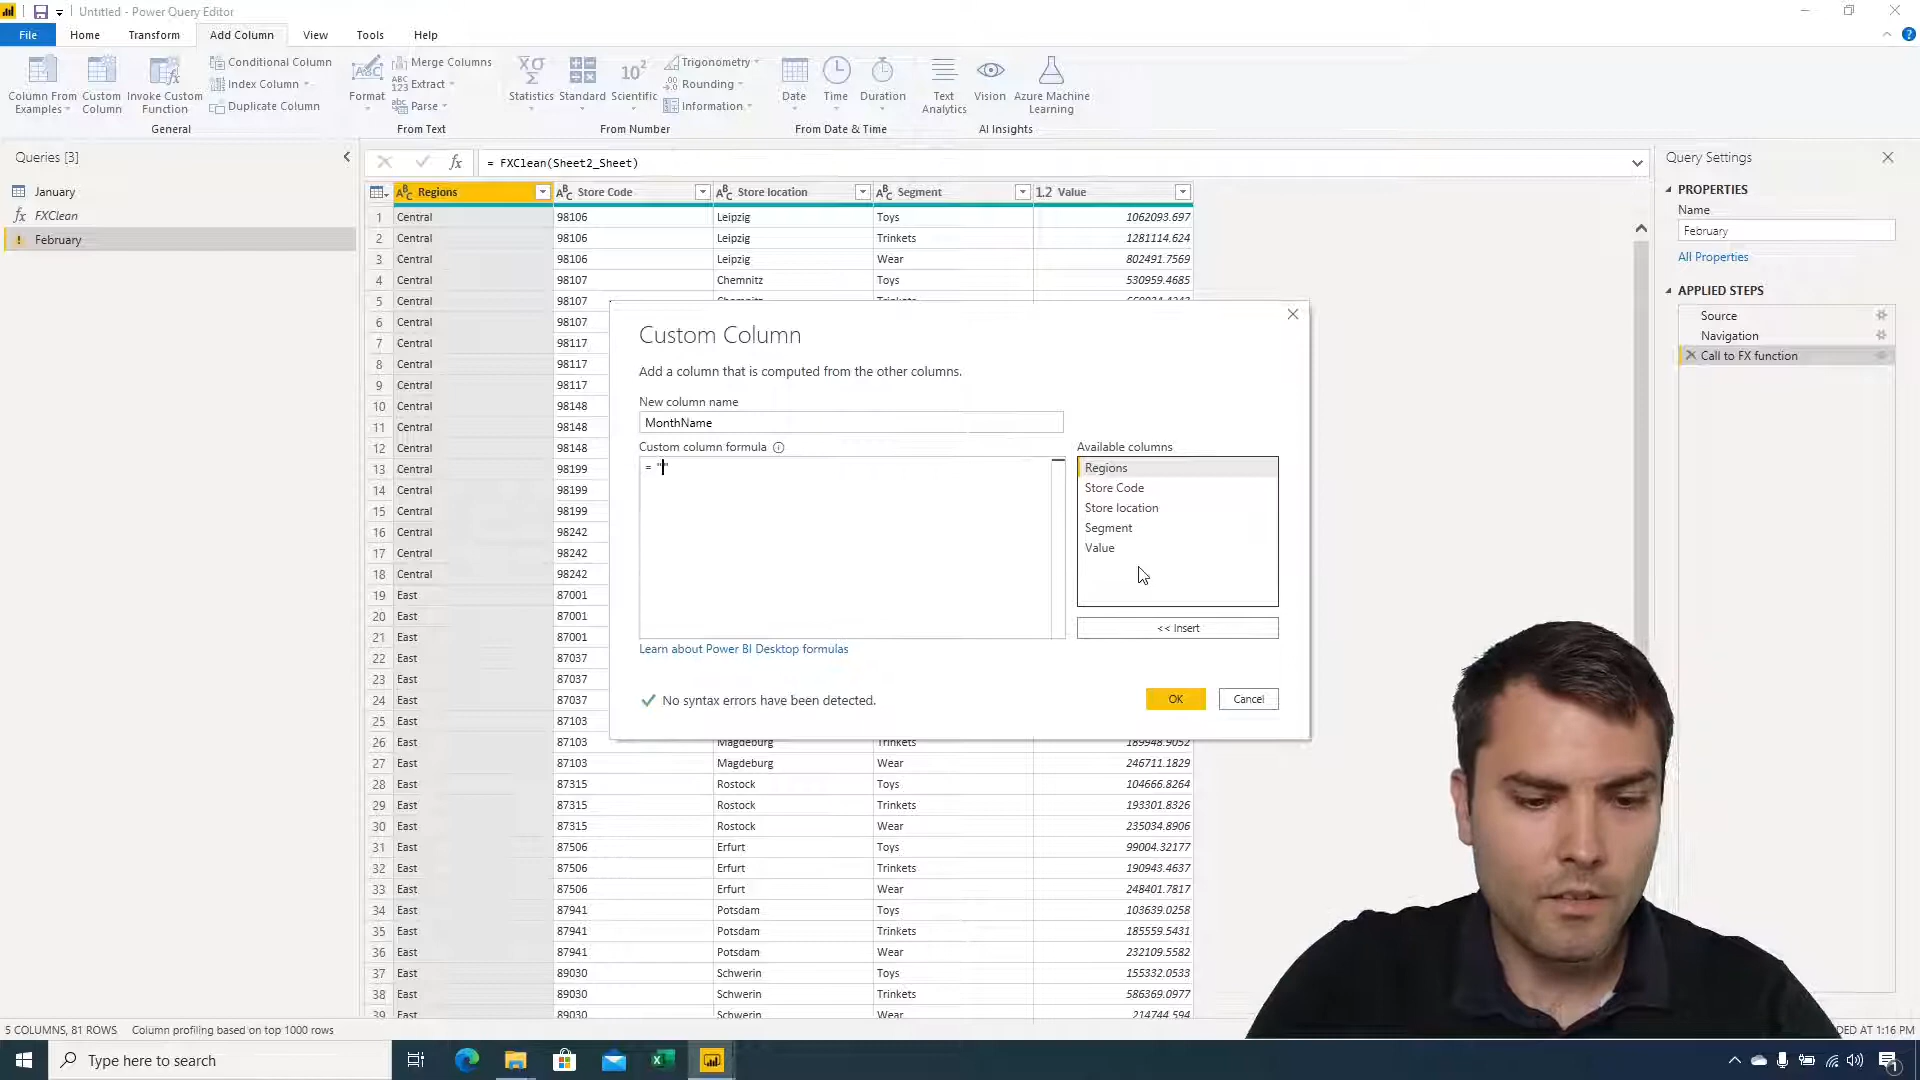 Untitled - Power Query Editor
File Home Transform Add Column View Tools Help
Column From Examples
Custom Column
Invoke Custom Function
Conditional Column
Index Column
Duplicate Column
General
Format
Merge Columns
Extract
Parse
From Text
Statistics
Standard
Scientific
Trigonometry
Rounding
Information
From Number
Date
Time
Duration
From Date & Time
Text Analytics
Vision
Azure Machine Learning
AI Insights
Queries [3]
January
FXClean
February
= FXClean(Sheet2_Sheet)
Regions Store Code Store location Segment 1.2 Value
1 Central 98106 Leipzig Toys 1062093.697
2 Central 98106 Leipzig Trinkets 1281114.624
3 Central 98106 Leipzig Wear 802491.7569
4 Central 98107 Chemnitz Toys 530959.4685
5 Central 98107
6 Central 98107
7 Central 98117
8 Central 98117
9 Central 98117
10 Central 98148
11 Central 98148
12 Central 98148
13 Central 98199
14 Central 98199
15 Central 98199
16 Central 98242
17 Central 98242
18 Central 98242
19 East 87001
20 East 87001
21 East 87001
22 East 87037
23 East 87037
24 East 87037
25 East 87103
26 East 87103 Magdeburg Trinkets 189948.9052
27 East 87103 Magdeburg Wear 246711.1829
28 East 87315 Rostock Toys 104666.8264
29 East 87315 Rostock Trinkets 193301.8326
30 East 87315 Rostock Wear 235034.8906
31 East 87506 Erfurt Toys 99004.32177
32 East 87506 Erfurt Trinkets 190943.4637
33 East 87506 Erfurt Wear 248401.7817
34 East 87941 Potsdam Toys 103639.0258
35 East 87941 Potsdam Trinkets 185559.5431
36 East 87941 Potsdam Wear 232109.5582
37 East 89030 Schwerin Toys 155332.0533
38 East 89030 Schwerin Trinkets 586369.0977
39 East 89030 Schwerin Wear 214744.594
Custom Column
Add a column that is computed from the other columns.
New column name
MonthName
Custom column formula
= ""
Available columns
Regions
Store Code
Store location
Segment
Value
<< Insert
Learn about Power BI Desktop formulas
No syntax errors have been detected.
OK
Cancel
Query Settings
PROPERTIES
Name
February
All Properties
APPLIED STEPS
Source
Navigation
Call to FX function
5 COLUMNS, 81 ROWS Column profiling based on top 1000 rows
DED AT 1:16 PM
Type here to search